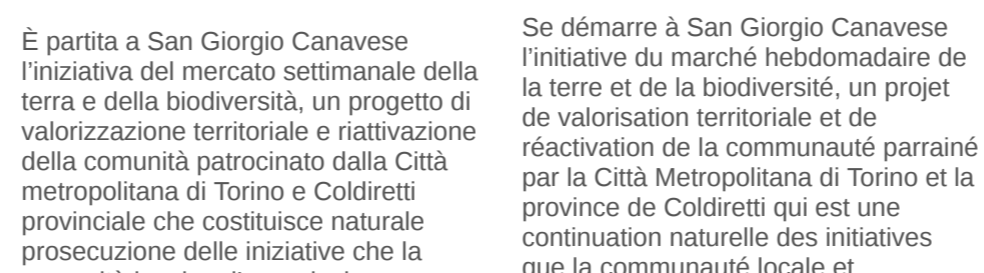 È partita a San Giorgio Canavese
l'iniziativa del mercato settimanale della
terra e della biodiversità, un progetto di
valorizzazione territoriale e riattivazione
della comunità patrocinato dalla Città
metropolitana di Torino e Coldiretti
provinciale che costituisce naturale
prosecuzione delle iniziative che la
Se démarre à San Giorgio Canavese
l'initiative du marché hebdomadaire de
la terre et de la biodiversité, un projet
de valorisation territoriale et de
réactivation de la communauté parrainé
par la Città Metropolitana di Torino et la
province de Coldiretti qui est une
continuation naturelle des initiatives
que la communauté locale et